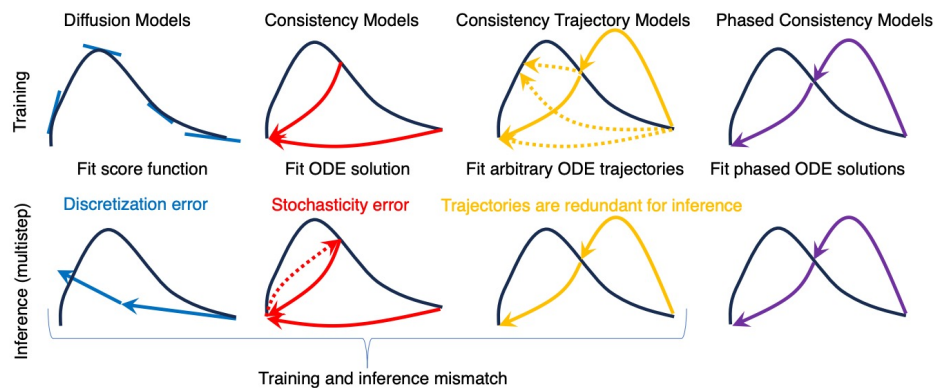 Diffusion Models
Consistency Models
Consistency Trajectory Models
Phased Consistency Models
Training
Fit score function
Fit ODE solution
Fit arbitrary ODE trajectories
Fit phased ODE solutions
Discretization error
Stochasticity error
Trajectories are redundant for inference
Inference (multistep)
Training and inference mismatch